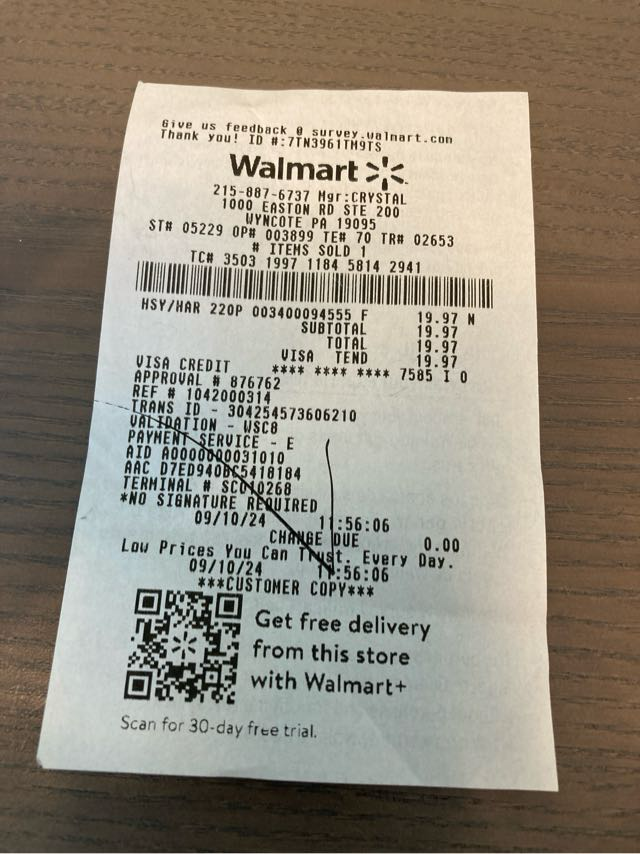 Give us feedback @ survey.walmart.com
Thank you! ID #:7TN3961TM9TS
Walmart
215-887-6737 Mgr:CRYSTAL
1000 EASTON RD STE 200
WYNCOTE PA 19095
ST# 05229 OP# 003899 TE# 70 TR# 02653
# ITEMS SOLD 1
TC# 3503 1997 1184 5814 2941
HSY/HAR 220P 003400094555 F 19.97 N
SUBTOTAL 19.97
TOTAL 19.97
VISA TEND 19.97
VISA CREDIT **** **** **** 7585 I 0
APPROVAL # 876762
REF # 1042000314
TRANS ID - 304254573606210
VALIDATION - WSC8
PAYMENT SERVICE - E
AID A0000000031010
AAC D7ED940BC5418184
TERMINAL # SC010268
*NO SIGNATURE REQUIRED
09/10/24 11:56:06
CHANGE DUE 0.00
Low Prices You Can Trust. Every Day.
09/10/24 11:56:06
***CUSTOMER COPY***
Get free delivery
from this store
with Walmart+
Scan for 30-day free trial.